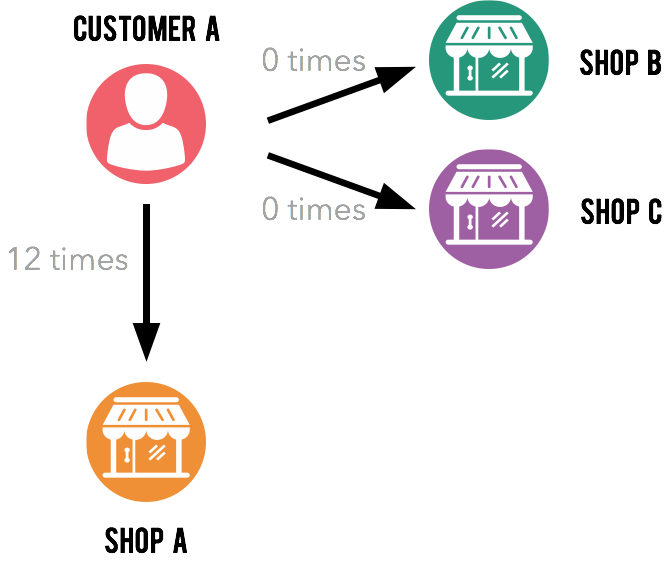 CUSTOMER A
0 times
SHOP B
0 times
SHOP C
12 times
SHOP A